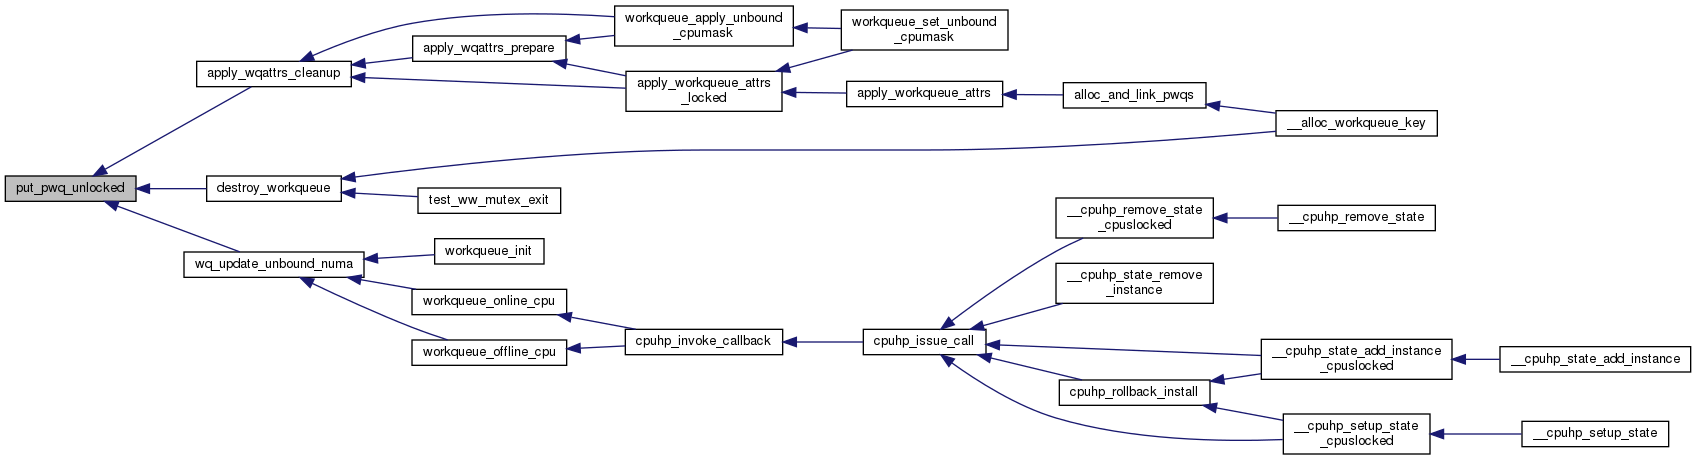 put_pwq_unlocked
apply_wqattrs_cleanup
destroy_workqueue
wq_update_unbound_numa
apply_wqattrs_prepare
test_ww_mutex_exit
workqueue_init
workqueue_online_cpu
workqueue_offline_cpu
workqueue_apply_unbound
_cpumask
apply_workqueue_attrs
_locked
cpuhp_invoke_callback
workqueue_set_unbound
_cpumask
apply_workqueue_attrs
cpuhp_issue_call
alloc_and_link_pwqs
__cpuhp_remove_state
_cpuslocked
__cpuhp_state_remove
_instance
cpuhp_rollback_install
__alloc_workqueue_key
__cpuhp_remove_state
__cpuhp_state_add_instance
_cpuslocked
__cpuhp_setup_state
_cpuslocked
__cpuhp_state_add_instance
__cpuhp_setup_state